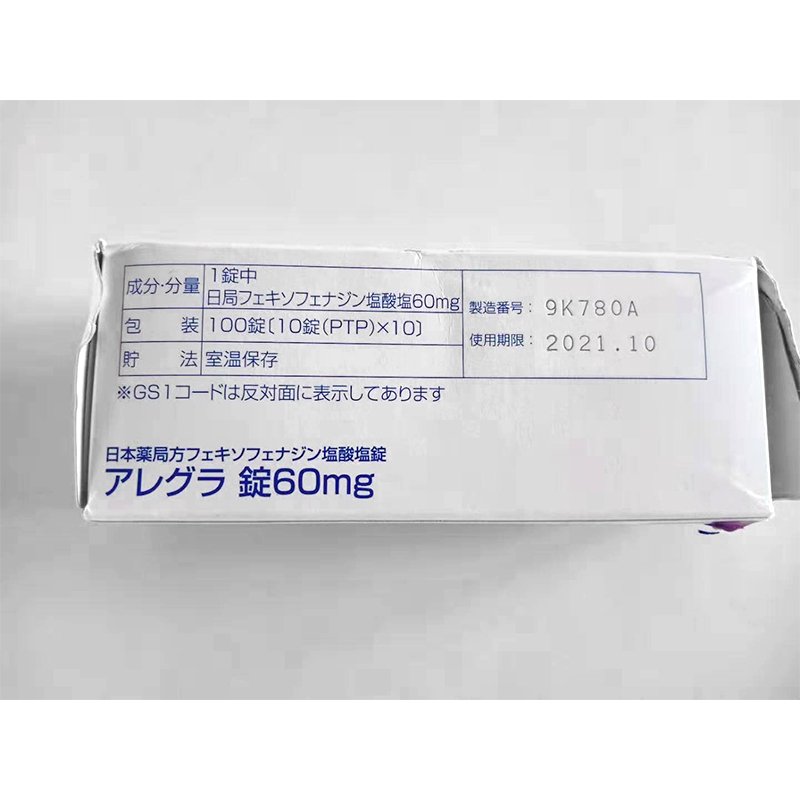 成分・分量 1錠中
日局フェキソフェナジン塩酸塩60mg
包 装 100錠〔10錠(PTP)×10〕
貯 法 室温保存
製造番号: 9K780A
使用期限: 2021.10
※GS1コードは反対面に表示してあります
日本薬局方フェキソフェナジン塩酸塩錠
アレグラ 錠60mg